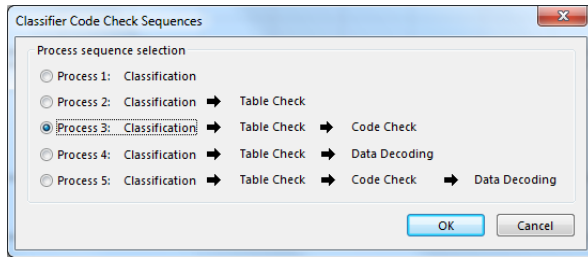 Classifier Code Check Sequences
Process sequence selection
Process 1: Classification
Process 2: Classification ➡ Table Check
Process 3: Classification ➡ Table Check ➡ Code Check
Process 4: Classification ➡ Table Check ➡ Data Decoding
Process 5: Classification ➡ Table Check ➡ Code Check ➡ Data Decoding
OK Cancel